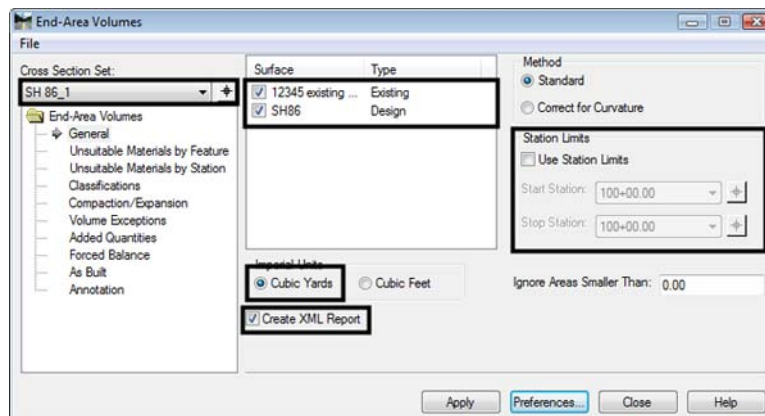 End-Area Volumes
File
Cross Section Set:
SH 86_1
End-Area Volumes
General
Unsuitable Materials by Feature
Unsuitable Materials by Station
Classifications
Compaction/Expansion
Volume Exceptions
Added Quantities
Forced Balance
As Built
Annotation
Surface Type
12345 existing ... Existing
SH86 Design
Imperial Units
Cubic Yards Cubic Feet
Create XML Report
Method
Standard
Correct for Curvature
Station Limits
Use Station Limits
Start Station: 100+00.00
Stop Station: 100+00.00
Ignore Areas Smaller Than: 0.00
Apply Preferences... Close Help